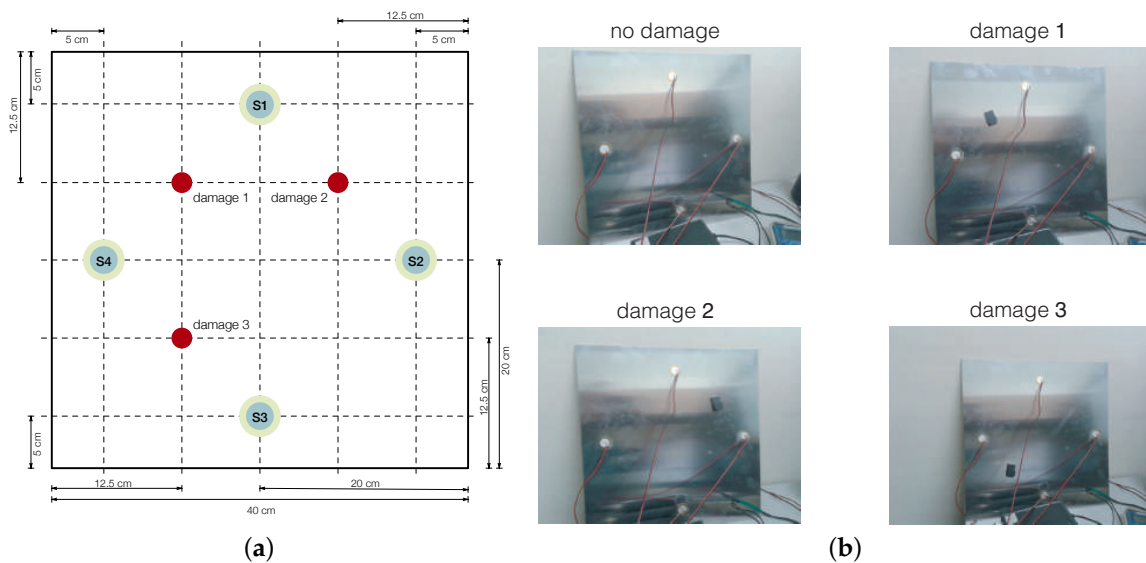 12.5 cm
5 cm
5 cm
5 cm
12.5 cm
S1
damage 1
damage 2
S4
S2
damage 3
S3
20 cm
12.5 cm
5 cm
12.5 cm
20 cm
40 cm
(a)
no damage
damage 1
damage 2
damage 3
(b)